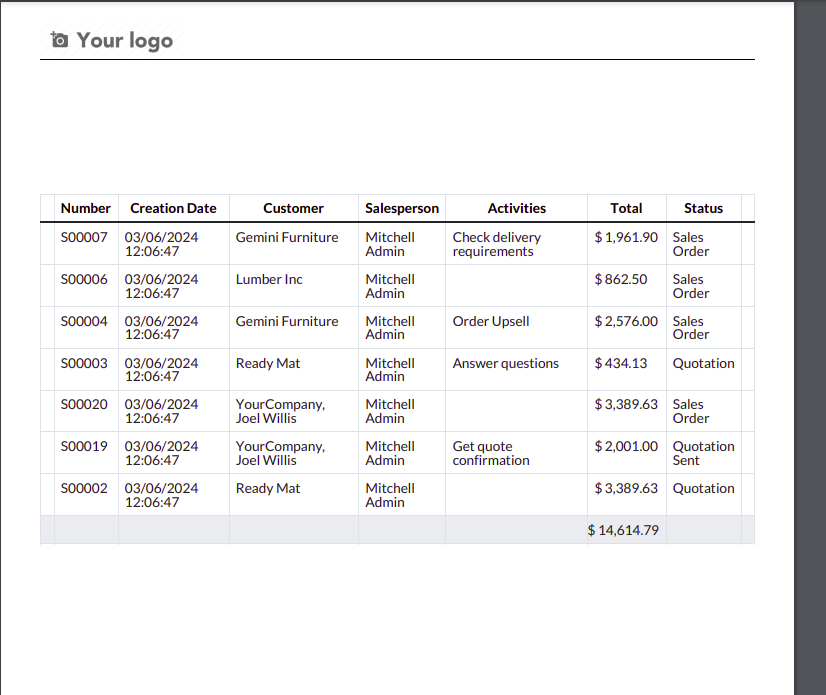 Your logo
Number Creation Date Customer Salesperson Activities Total Status
S00007 03/06/2024 Gemini Furniture Mitchell Check delivery $ 1,961.90 Sales
12:06:47 Admin requirements Order
S00006 03/06/2024 Lumber Inc Mitchell $ 862.50 Sales
12:06:47 Admin Order
S00004 03/06/2024 Gemini Furniture Mitchell Order Upsell $ 2,576.00 Sales
12:06:47 Admin Order
S00003 03/06/2024 Ready Mat Mitchell Answer questions $ 434.13 Quotation
12:06:47 Admin
S00020 03/06/2024 YourCompany, Mitchell $ 3,389.63 Sales
12:06:47 Joel Willis Admin Order
S00019 03/06/2024 YourCompany, Mitchell Get quote $ 2,001.00 Quotation
12:06:47 Joel Willis Admin confirmation Sent
S00002 03/06/2024 Ready Mat Mitchell $ 3,389.63 Quotation
12:06:47 Admin
$ 14,614.79